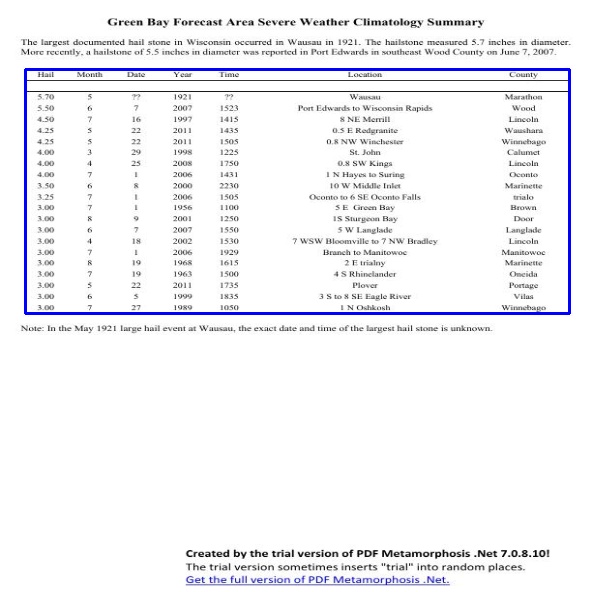 Green Bay Forecast Area Severe Weather Climatology Summary
The largest documented hail stone in Wisconsin occurred in Wausau in 1921. The hailstone measured 5.7 inches in diameter.
More recently, a hailstone of 5.5 inches in diameter was reported in Port Edwards in southeast Wood County on June 7, 2007.
Hail Month Date Year Time Location County
5.70 5 ?? 1921 ?? Wausau Marathon
5.50 6 7 2007 1523 Port Edwards to Wisconsin Rapids Wood
4.50 7 16 1997 1415 8 NE Merrill Lincoln
4.25 5 22 2011 1435 0.5 E Redgranite Waushara
4.25 5 22 2011 1505 0.8 NW Winchester Winnebago
4.00 3 29 1998 1225 St. John Calumet
4.00 4 25 2008 1750 0.8 SW Kings Lincoln
4.00 7 1 2006 1431 1 N Hayes to Suring Oconto
3.50 6 8 2000 2230 10 W Middle Inlet Marinette
3.25 7 1 2006 1505 Oconto to 6 SE Oconto Falls trialo
3.00 7 1 1956 1100 5 E Green Bay Brown
3.00 8 9 2001 1250 1S Sturgeon Bay Door
3.00 6 7 2007 1550 5 W Langlade Langlade
3.00 4 18 2002 1530 7 WSW Bloomville to 7 NW Bradley Lincoln
3.00 7 1 2006 1929 Branch to Manitowoc Manitowoc
3.00 8 19 1968 1615 2 E trialny Marinette
3.00 7 19 1963 1500 4 S Rhinelander Oneida
3.00 5 22 2011 1735 Plover Portage
3.00 6 5 1999 1835 3 S to 8 SE Eagle River Vilas
3.00 7 27 1989 1050 1 N Oshkosh Winnebago
Note: In the May 1921 large hail event at Wausau, the exact date and time of the largest hail stone is unknown.
Created by the trial version of PDF Metamorphosis .Net 7.0.8.10!
The trial version sometimes inserts "trial" into random places.
Get the full version of PDF Metamorphosis .Net.